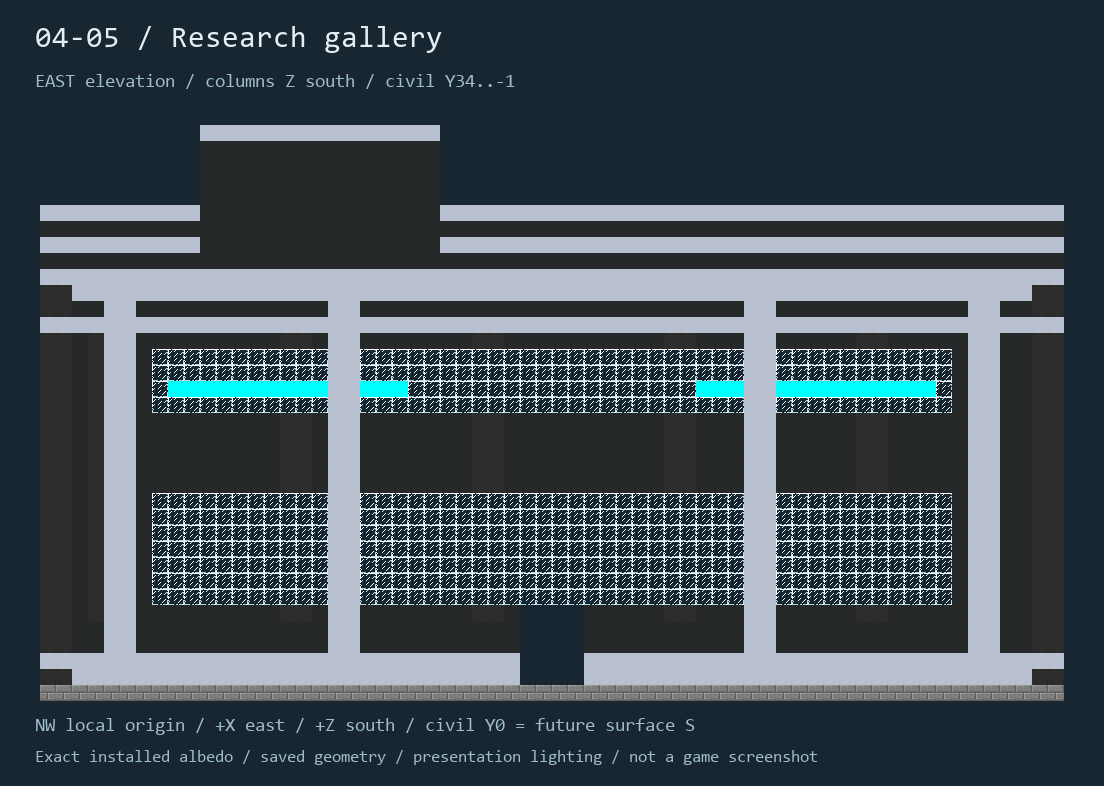 04-05 / Research gallery
EAST elevation / columns Z south / civil Y34..-1
NW local origin / +X east / +Z south / civil Y0 = future surface S
Exact installed albedo / saved geometry / presentation lighting / not a game screenshot